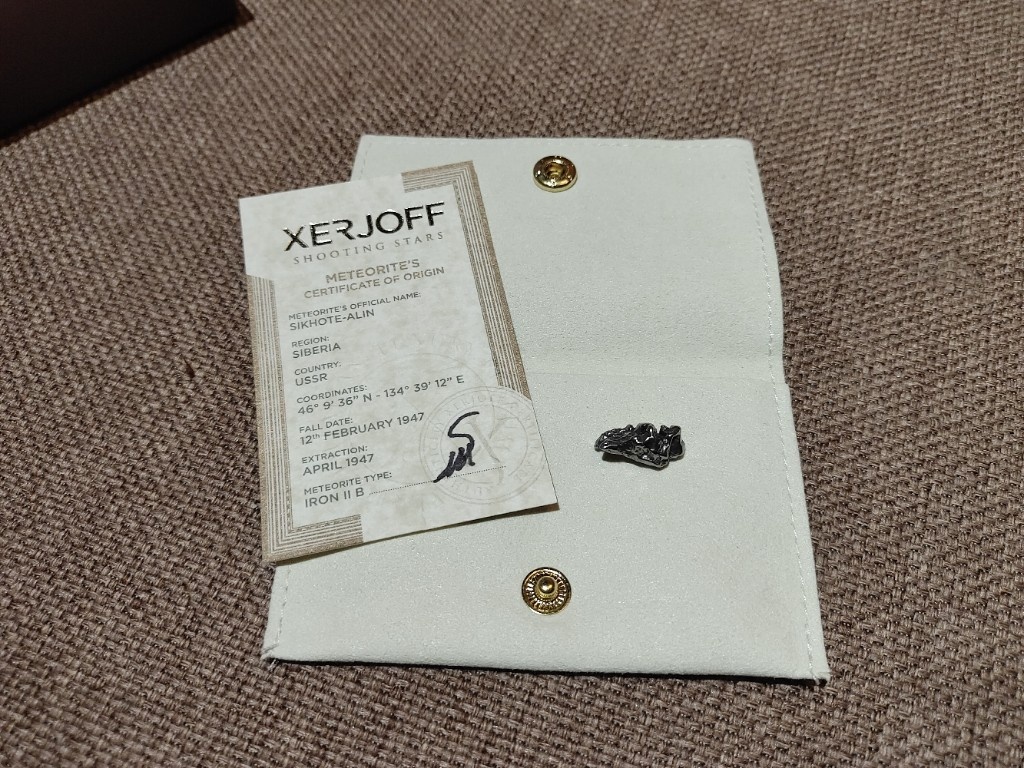 XERJOFF
SHOOTING STARS
METEORITE'S
CERTIFICATE OF ORIGIN
METEORITE'S OFFICIAL NAME:
SIKHOTE-ALIN
REGION:
SIBERIA
COUNTRY:
USSR
COORDINATES:
46° 9' 36" N - 134° 39' 12" E
FALL DATE:
12th FEBRUARY 1947
EXTRACTION:
APRIL 1947
METEORITE TYPE:
IRON II B